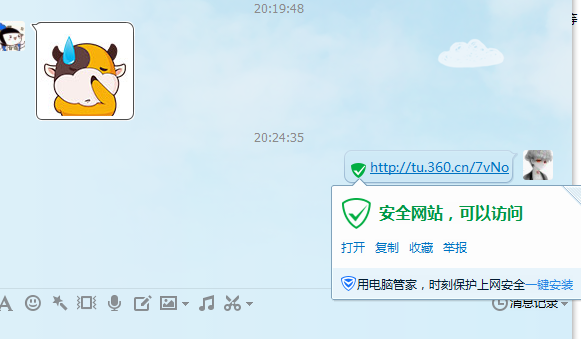 20:19:48
20:24:35
http://tu.360.cn/7vNo
安全网站，可以访问
打开 复制 收藏 举报
用电脑管家，时刻保护上网安全一键安装
消息记录